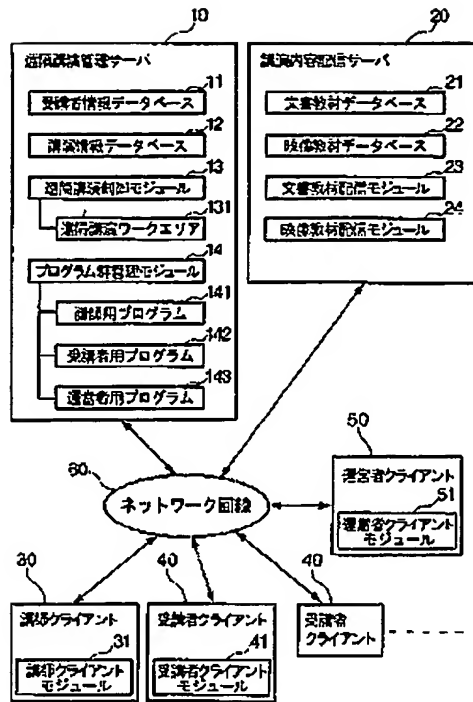 10
遠隔講演管理サーバ
11
受講者情報データベース
12
講演情報データベース
13
遠隔講演制御モジュール
131
遠隔講演ワークエリア
14
プログラム群管理モジュール
141
講師用プログラム
142
受講者用プログラム
143
運営者用プログラム
20
講演内容配信サーバ
21
文書教材データベース
22
映像教材データベース
23
文書教材配信モジュール
24
映像教材配信モジュール
60
ネットワーク回線
50
運営者クライアント
51
運営者クライアント
モジュール
30
講師クライアント
31
講師クライアント
モジュール
40
受講者クライアント
41
受講者クライアント
モジュール
40
受講者
クライアント